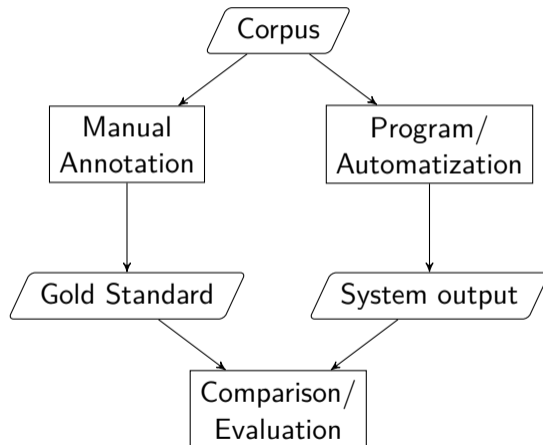 Corpus
Manual
Annotation
Program/
Automatization
Gold Standard
System output
Comparison/
Evaluation